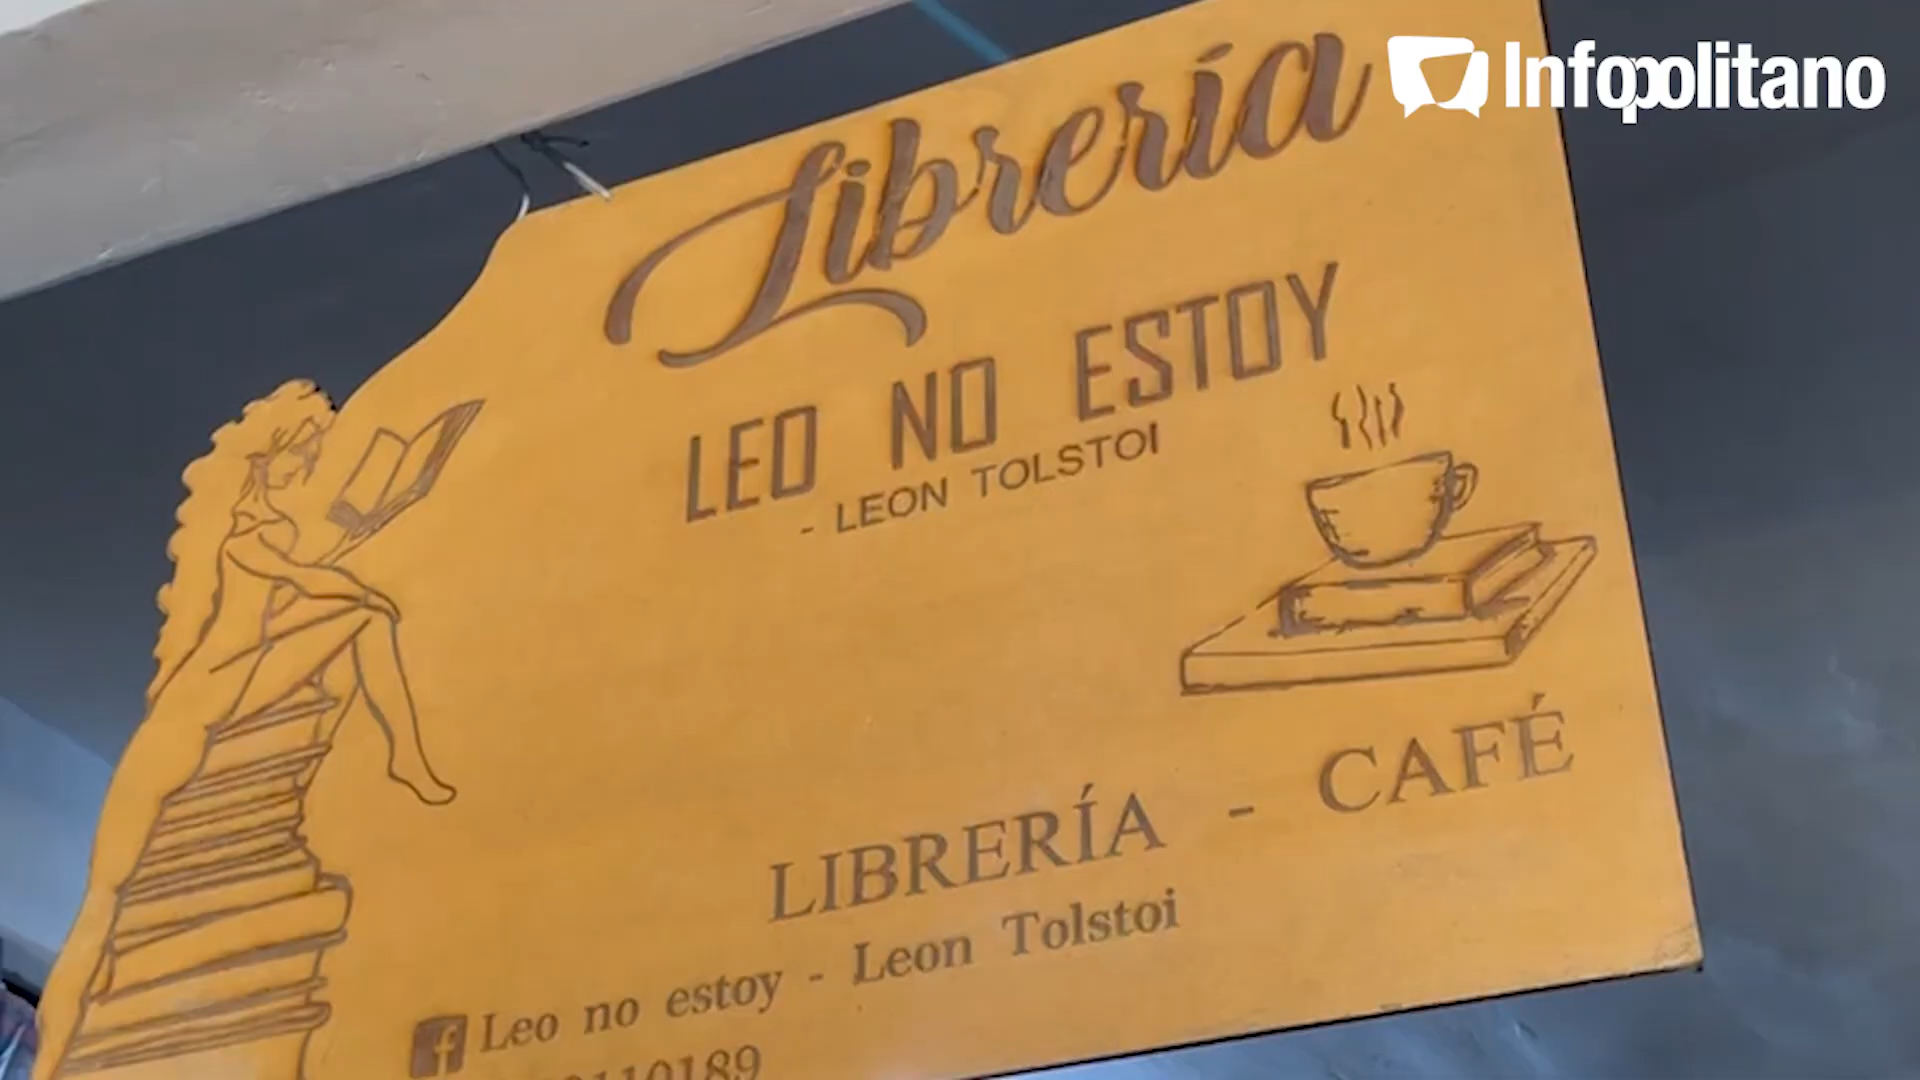 Infopolitano
Librería
LEO NO ESTOY
- LEON TOLSTOI
LIBRERÍA - CAFÉ
Leo no estoy - Leon Tolstoi